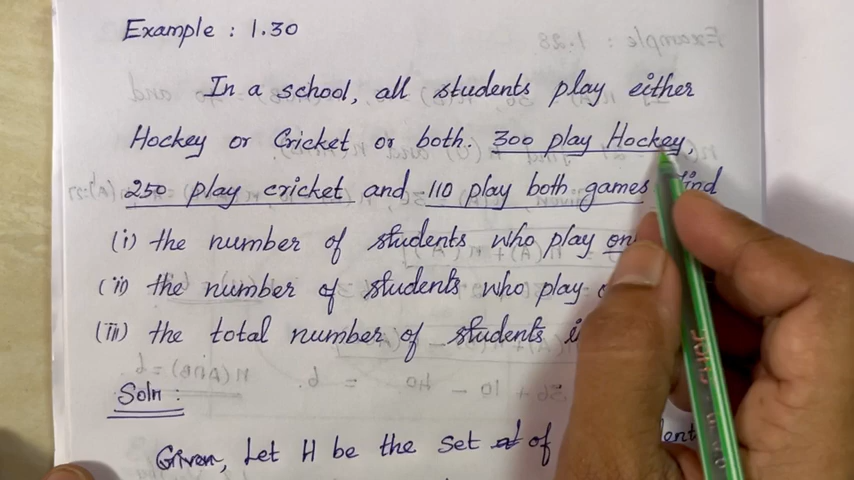 Example : 1.30
In a school, all students play either
Hockey or Cricket or both. 300 play Hockey,
250 play cricket and 110 play both games
(i) the number of students who play
(ii) the number of students who play
(iii) the total number of students
Soln :
Given, Let H be the set of